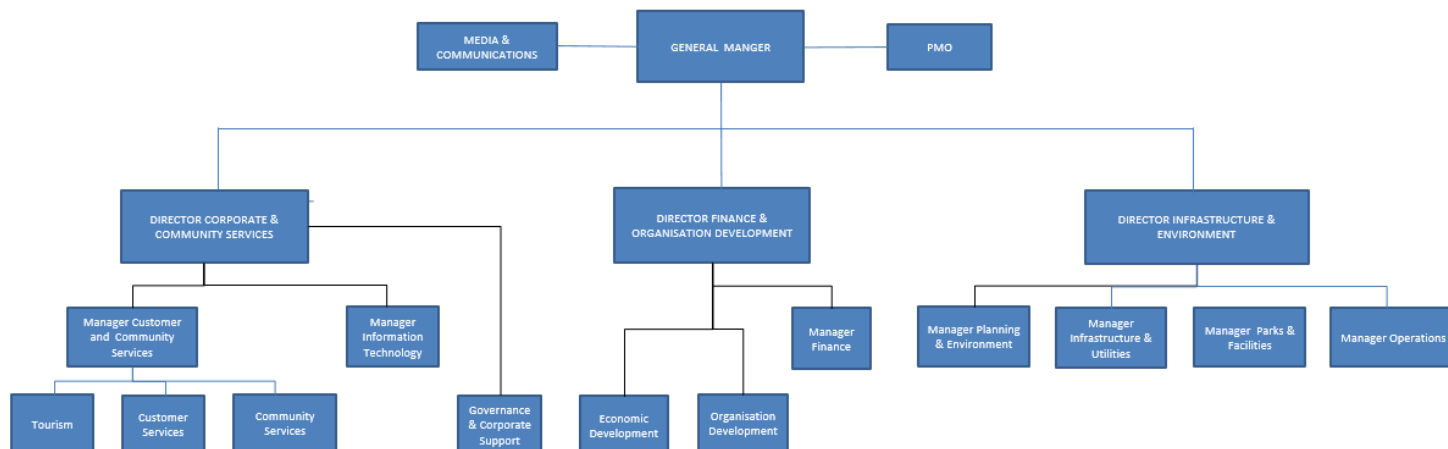 MEDIA &
COMMUNICATIONS
GENERAL MANGER
PMO
DIRECTOR CORPORATE &
COMMUNITY SERVICES
DIRECTOR FINANCE &
ORGANISATION DEVELOPMENT
DIRECTOR INFRASTRUCTURE &
ENVIRONMENT
Manager Customer
and Community
Services
Manager
Information
Technology
Manager
Finance
Manager Planning
& Environment
Manager
Infrastructure &
Utilities
Manager Parks &
Facilities
Manager Operations
Tourism
Customer
Services
Community
Services
Governance
& Corporate
Support
Economic
Development
Organisation
Development